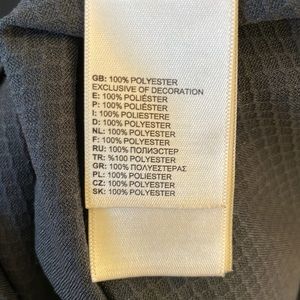 GB: 100% POLYESTER
EXCLUSIVE OF DECORATION
E: 100% POLIÉSTER
P: 100% POLIÉSTER
I: 100% POLIESTERE
D: 100% POLYESTER
NL: 100% POLYESTER
F: 100% POLYESTER
RU: 100% ПОЛИЭСТЕР
TR: %100 POLYESTER
GR: 100% ΠΟΛΥΕΣΤΕΡΑΣ
PL: 100% POLIESTER
CZ: 100% POLYESTER
SK: 100% POLYESTER